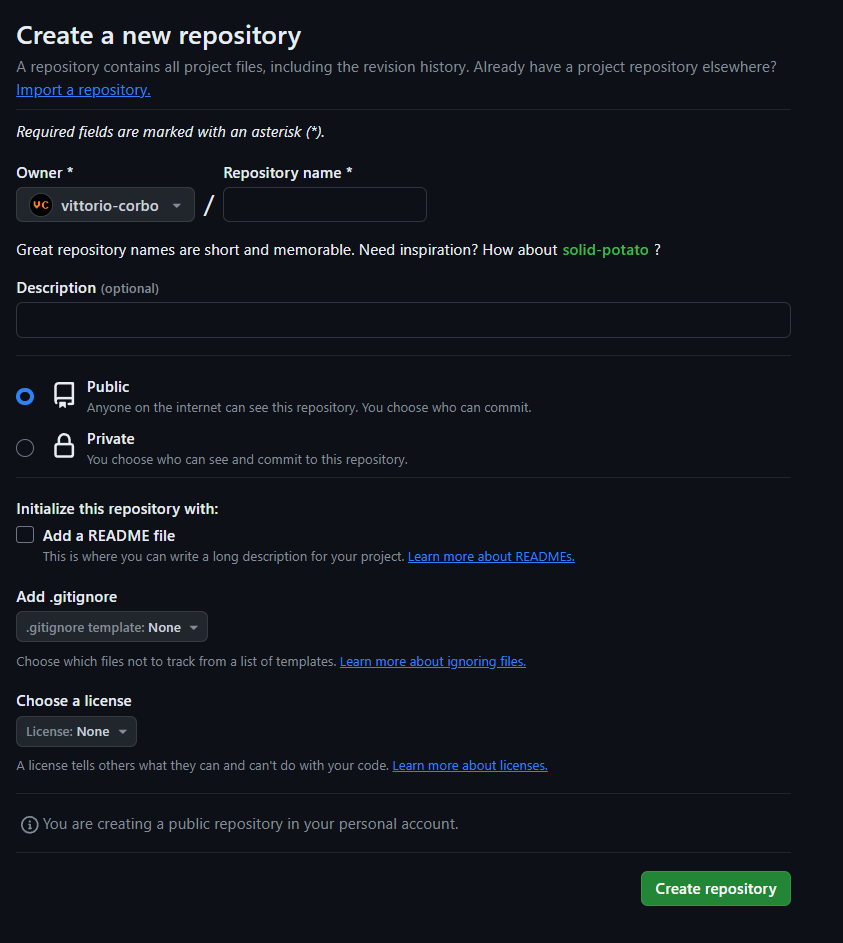 Create a new repository
A repository contains all project files, including the revision history. Already have a project repository elsewhere?
Import a repository.
Required fields are marked with an asterisk (*).
Owner * Repository name *
VC vittorio-corbo /
Great repository names are short and memorable. Need inspiration? How about solid-potato ?
Description (optional)
Public
Anyone on the internet can see this repository. You choose who can commit.
Private
You choose who can see and commit to this repository.
Initialize this repository with:
Add a README file
This is where you can write a long description for your project. Learn more about READMEs.
Add .gitignore
.gitignore template: None
Choose which files not to track from a list of templates. Learn more about ignoring files.
Choose a license
License: None
A license tells others what they can and can't do with your code. Learn more about licenses.
You are creating a public repository in your personal account.
Create repository